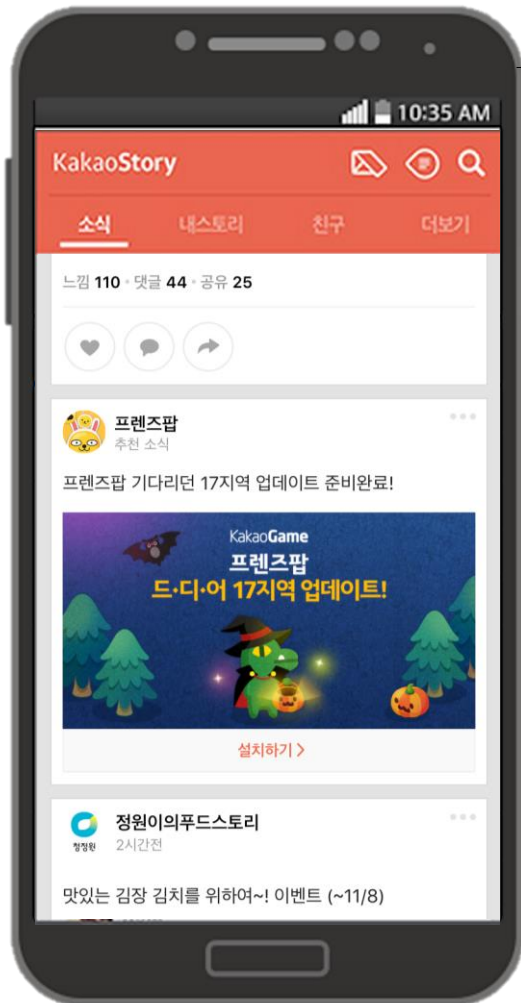 10:35 AM
KakaoStory
소식 내스토리 친구 더보기
느낌 110 · 댓글 44 · 공유 25
프렌즈팝
추천 소식
프렌즈팝 기다리던 17지역 업데이트 준비완료!
KakaoGame
프렌즈팝
드·디·어 17지역 업데이트!
설치하기 >
정원이의푸드스토리
청정원
2시간전
맛있는 김장 김치를 위하여~! 이벤트 (~11/8)